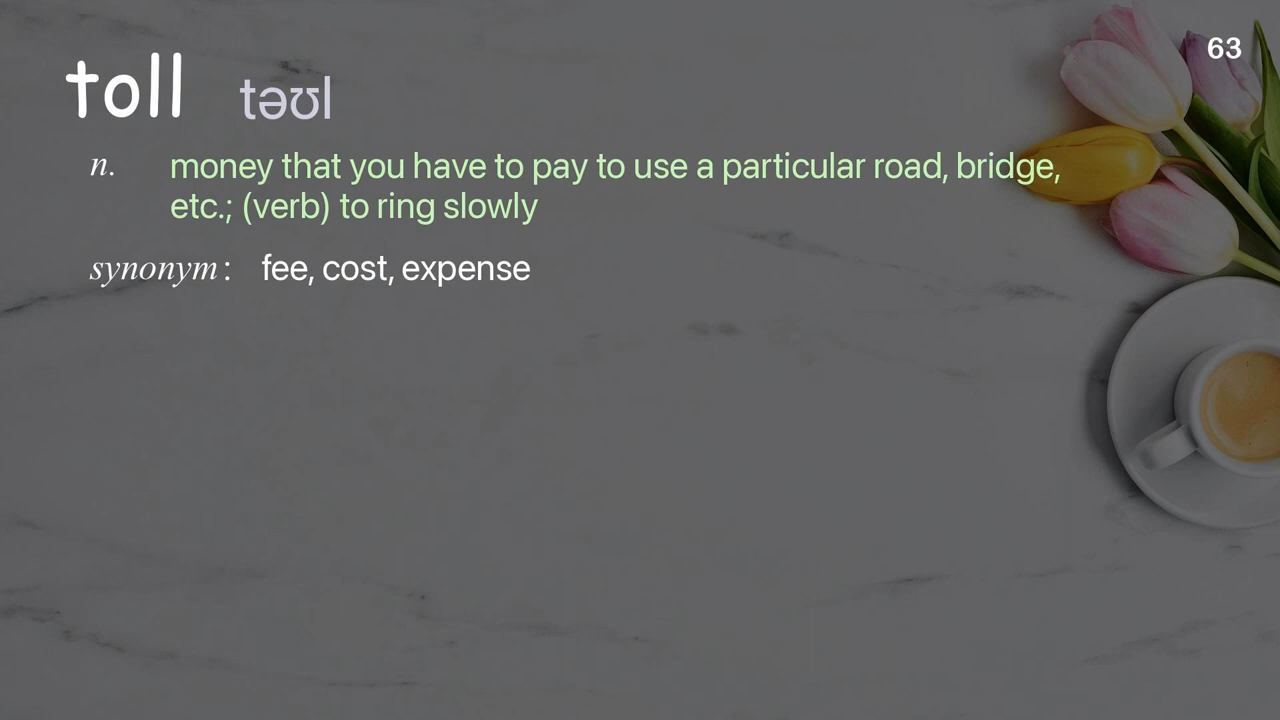 63
toll təʊl
n. money that you have to pay to use a particular road, bridge,
etc.; (verb) to ring slowly
synonym: fee, cost, expense